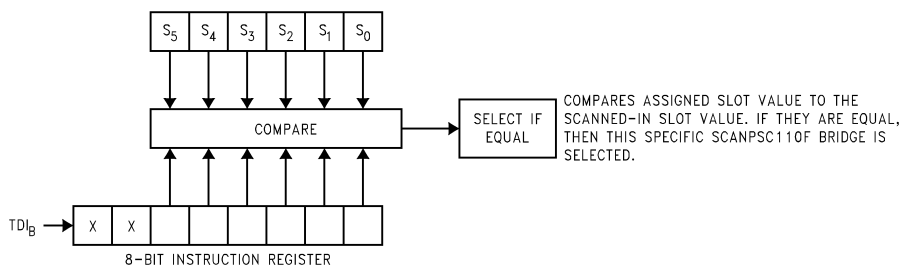 S5 S4 S3 S2 S1 S0
COMPARE
SELECT IF
EQUAL
COMPARES ASSIGNED SLOT VALUE TO THE
SCANNED-IN SLOT VALUE. IF THEY ARE EQUAL,
THEN THIS SPECIFIC SCANPSC110F BRIDGE IS
SELECTED.
TDIB X X
8-BIT INSTRUCTION REGISTER